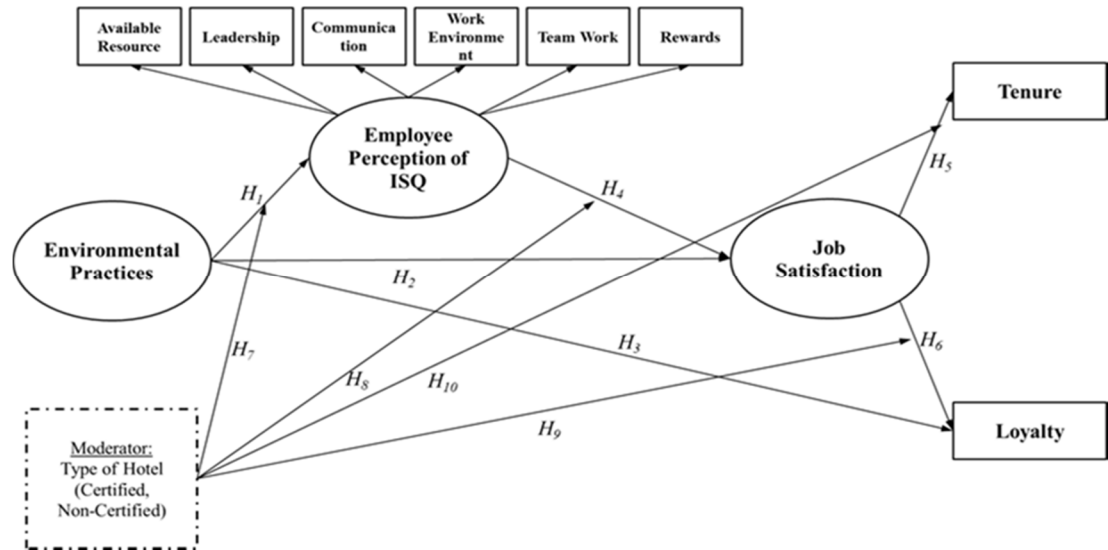 Available
Resource
Leadership
Communica
tion
Work
Environme
nt
Team Work
Rewards
Tenure
Employee
Perception of
ISQ
H1
H4
H5
Environmental
Practices
Job
Satisfaction
H2
H3
H6
H7
H8
H10
H9
Moderator:
Type of Hotel
(Certified,
Non-Certified)
Loyalty